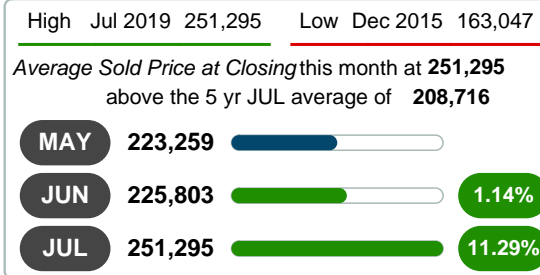 High Jul 2019 251,295 Low Dec 2015 163,047
Average Sold Price at Closing this month at 251,295
above the 5 yr JUL average of 208,716
MAY 223,259
JUN 225,803 1.14%
JUL 251,295 11.29%